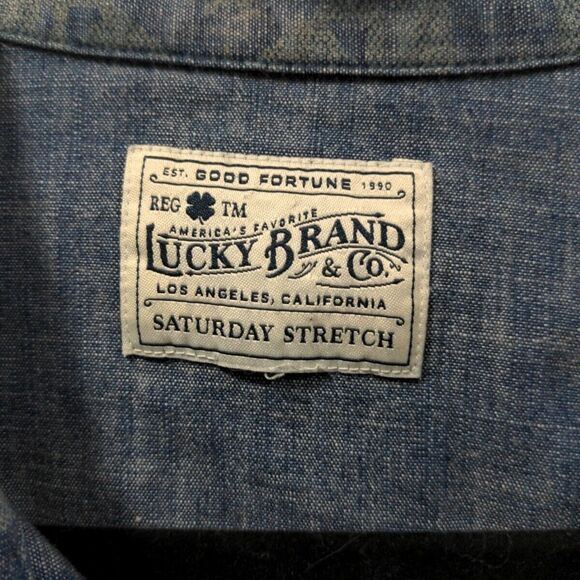 EST. GOOD FORTUNE 1990
REG TM
AMERICA'S FAVORITE
LUCKY BRAND
& CO.
LOS ANGELES, CALIFORNIA
SATURDAY STRETCH